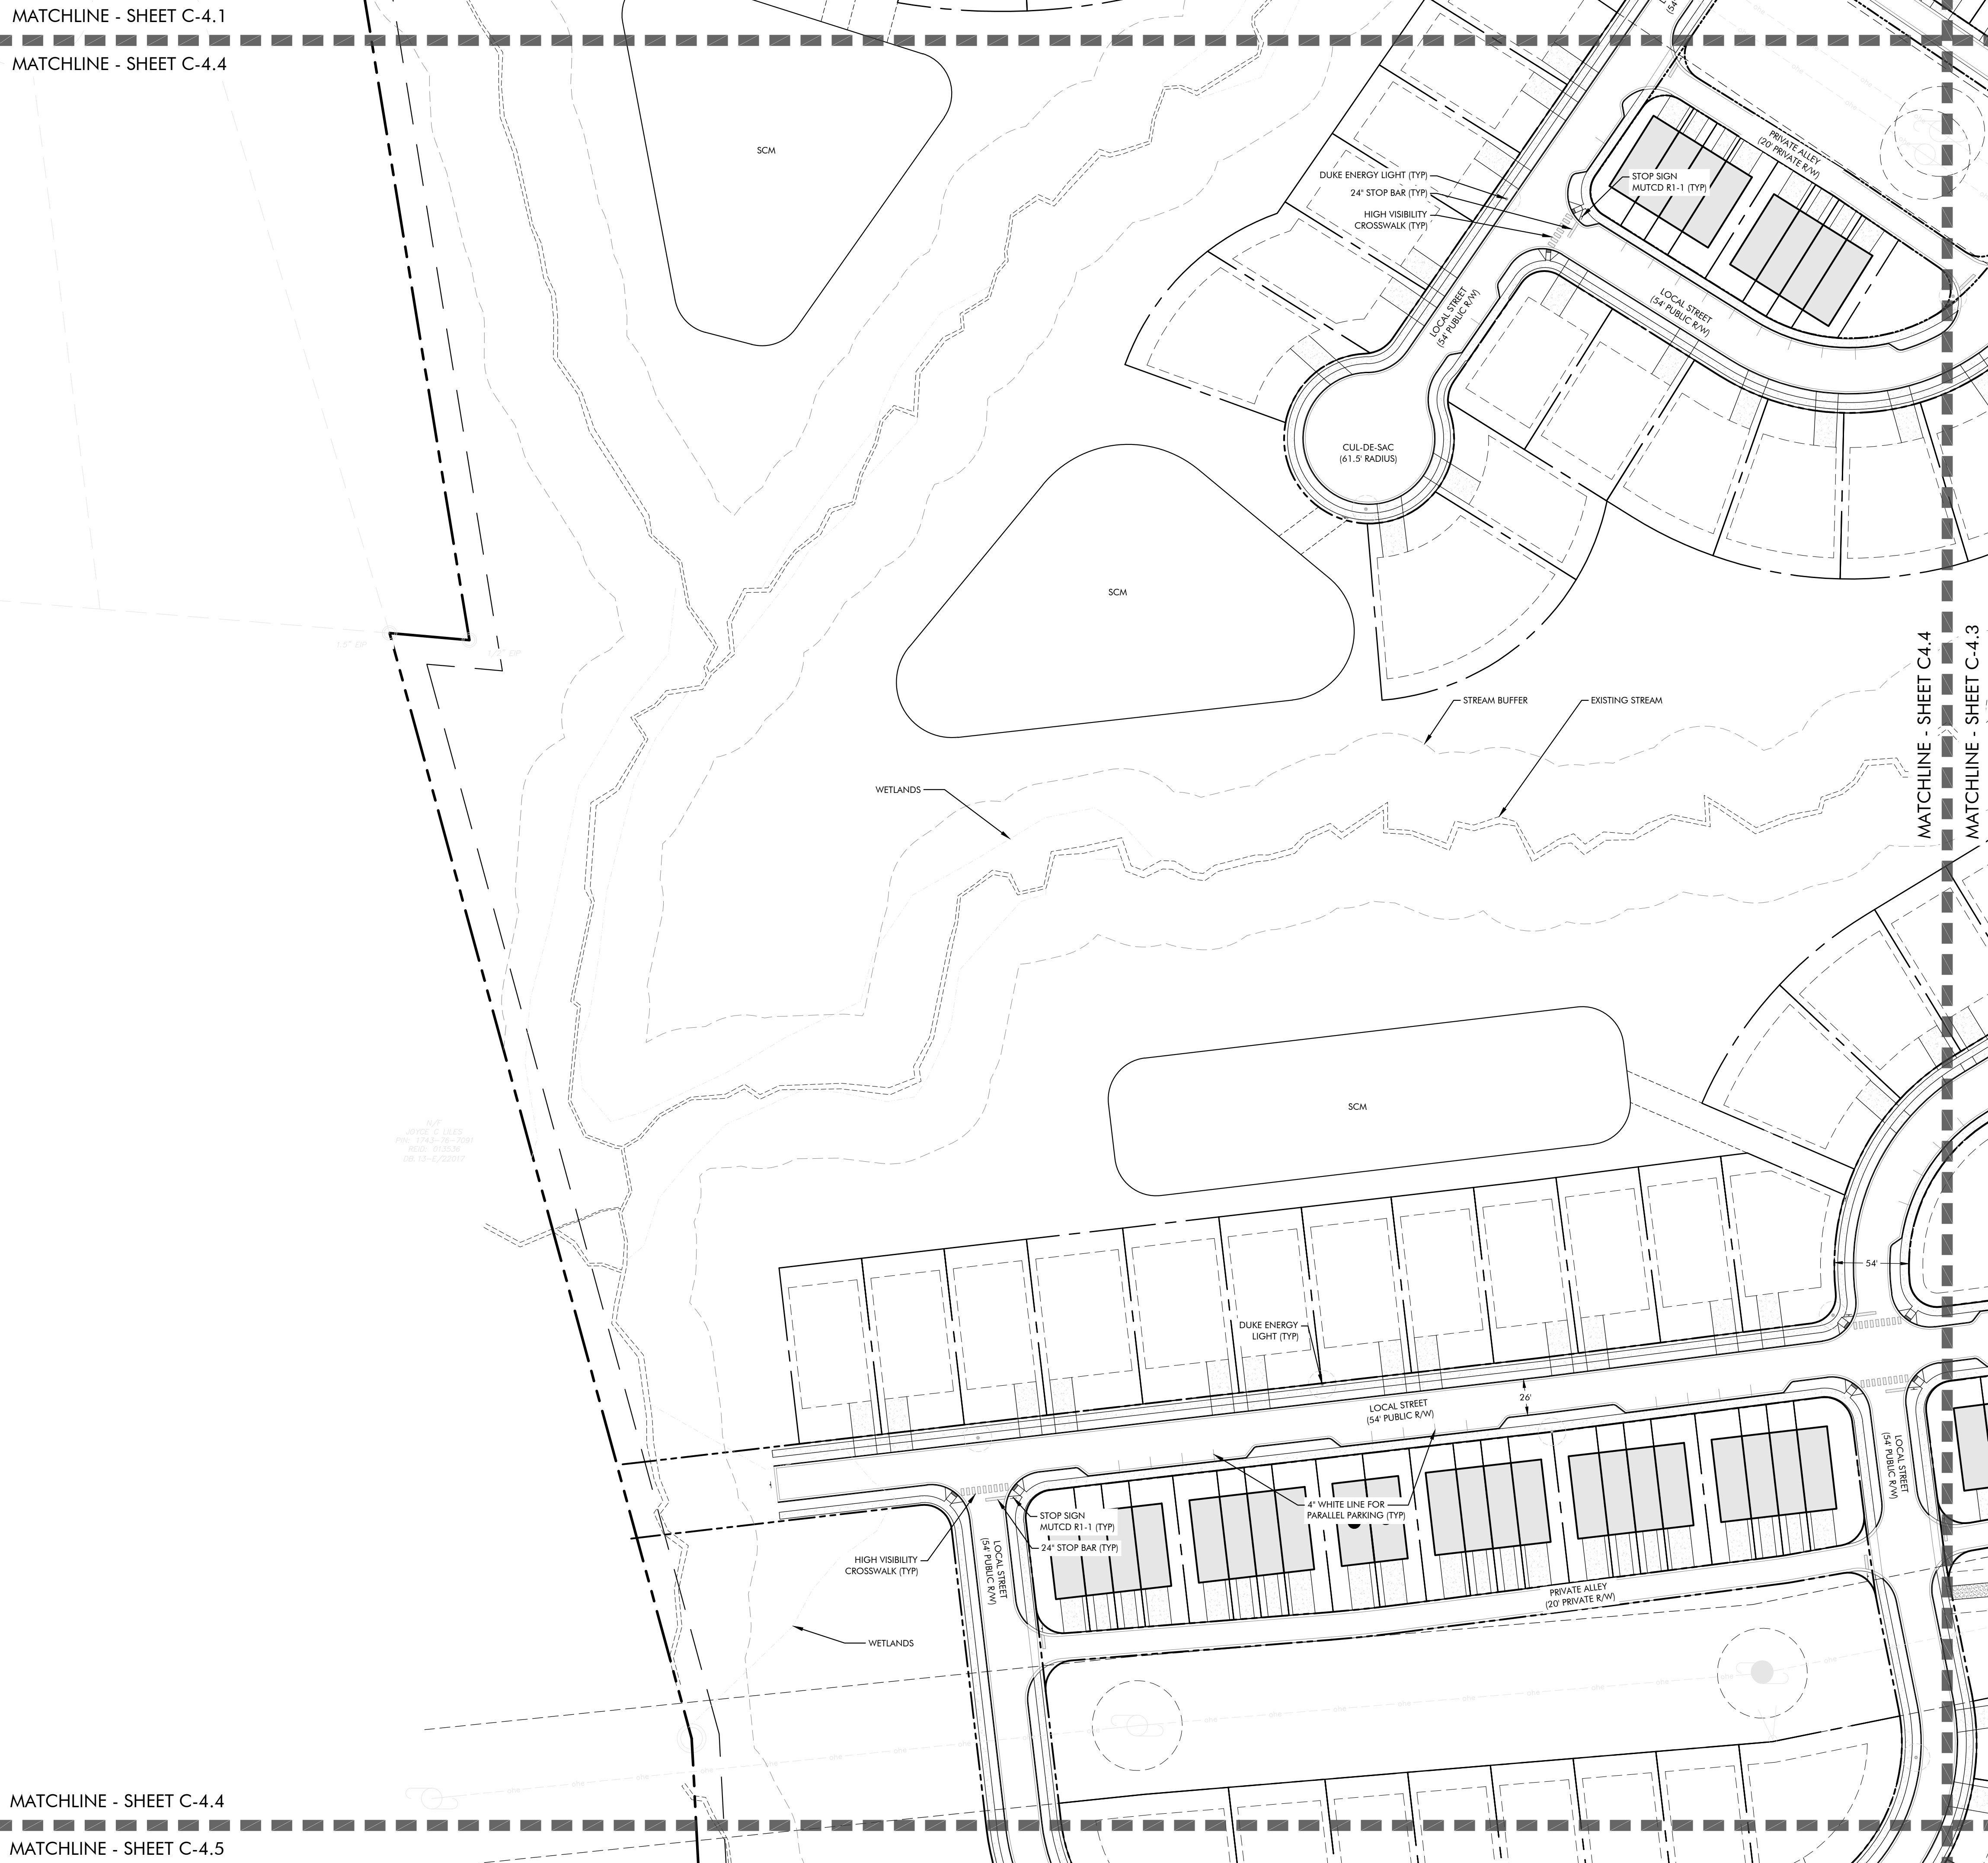 MATCHLINE - SHEET C-4.1
MATCHLINE - SHEET C-4.4
SCM
PRIVATE ALLEY
(20' PRIVATE R/W)
DUKE ENERGY LIGHT (TYP)
24" STOP BAR (TYP)
HIGH VISIBILITY
CROSSWALK (TYP)
STOP SIGN
MUTCD R1-1 (TYP)
LOCAL STREET
(54' PUBLIC R/W)
LOCAL STREET
(54' PUBLIC R/W)
CUL-DE-SAC
(61.5' RADIUS)
SCM
1.5" EIP
STREAM BUFFER
EXISTING STREAM
MATCHLINE - SHEET C4.4
MATCHLINE - SHEET C-4.3
WETLANDS
SCM
N/F
54'
DUKE ENERGY
LIGHT (TYP)
26'
LOCAL STREET
(54' PUBLIC R/W)
LOCAL STREET
(54' PUBLIC R/W)
4" WHITE LINE FOR
PARALLEL PARKING (TYP)
STOP SIGN
MUTCD R1-1 (TYP)
24" STOP BAR (TYP)
HIGH VISIBILITY
CROSSWALK (TYP)
LOCAL STREET
(54' PUBLIC R/W)
PRIVATE ALLEY
(20' PRIVATE R/W)
WETLANDS
MATCHLINE - SHEET C-4.4
MATCHLINE - SHEET C-4.5